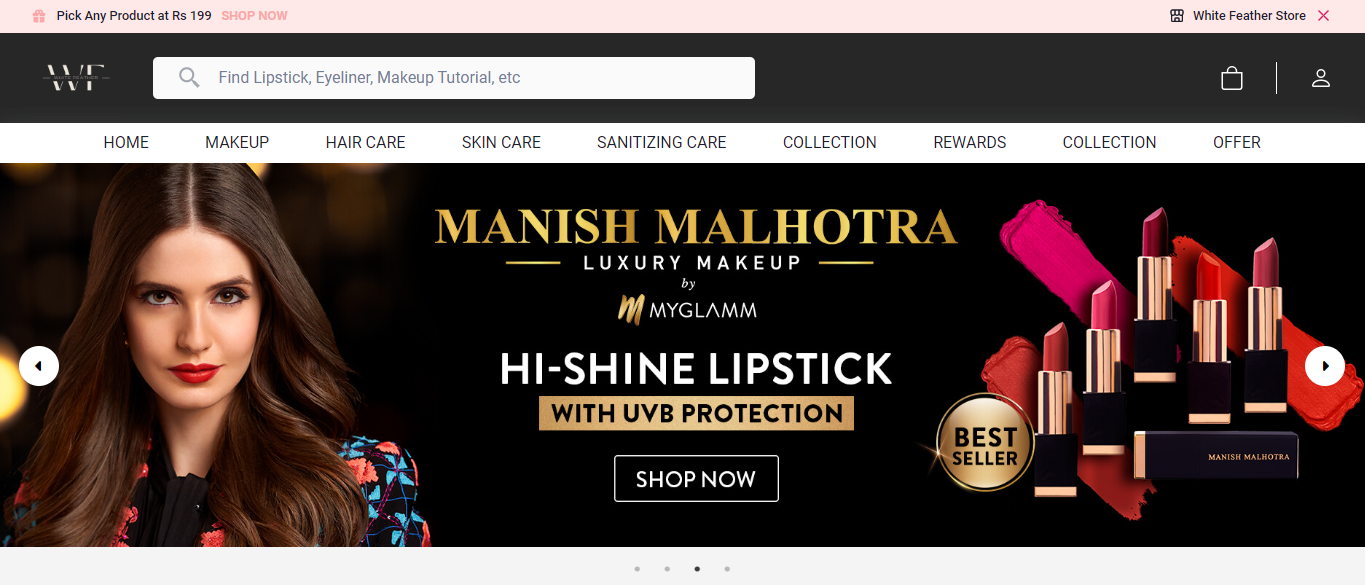 Pick Any Product at Rs 199 SHOP NOW
White Feather Store
WF
WHITE FEATHER
Find Lipstick, Eyeliner, Makeup Tutorial, etc
HOME MAKEUP HAIR CARE SKIN CARE SANITIZING CARE COLLECTION REWARDS COLLECTION OFFER
MANISH MALHOTRA
LUXURY MAKEUP
by
MYGLAMM
HI-SHINE LIPSTICK
WITH UVB PROTECTION
SHOP NOW
BEST
SELLER
MANISH MALHOTRA